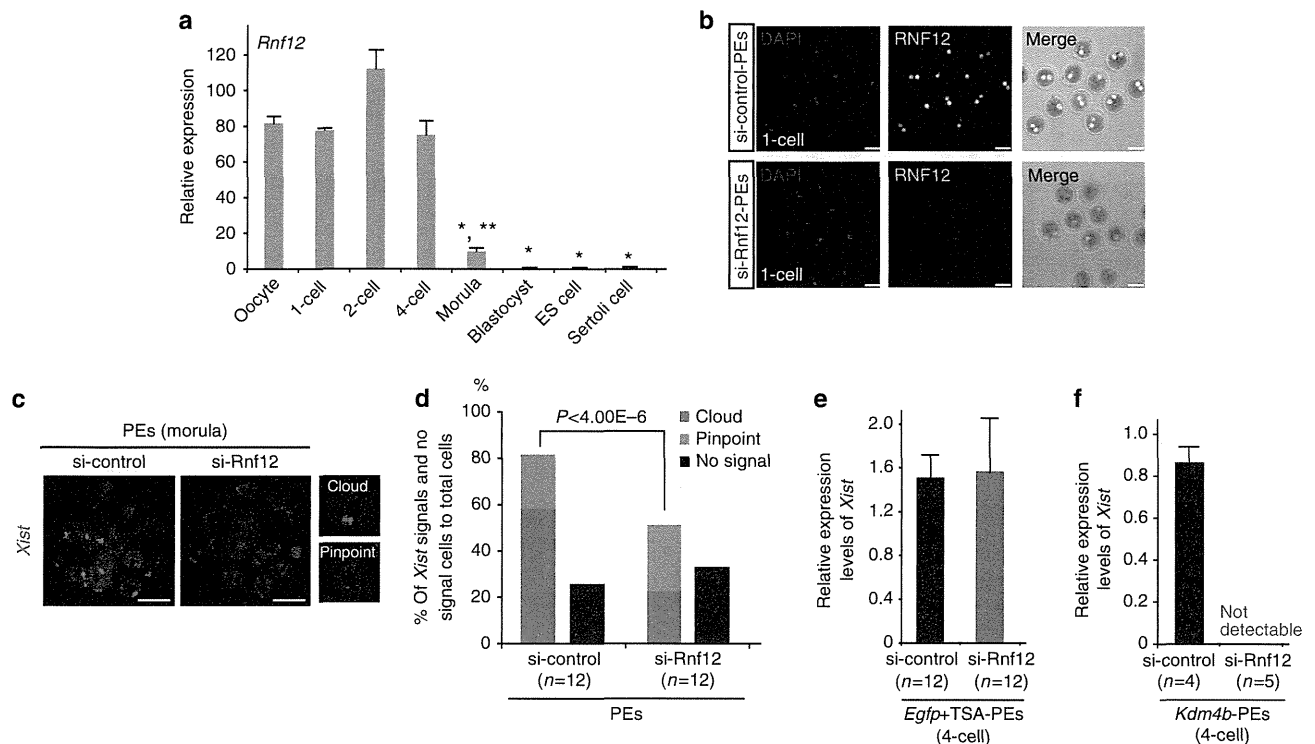 a
Rnf12
Relative expression
120
100
80
60
40
20
0
*, **
*
*
*
Oocyte
1-cell
2-cell
4-cell
Morula
Blastocyst
ES cell
Sertoli cell
b
si-control-PEs
DAPI
1-cell
RNF12
Merge
si-Rnf12-PEs
DAPI
1-cell
RNF12
Merge
c
PEs (morula)
si-control
si-Rnf12
Xist
Cloud
Pinpoint
d
%
% Of Xist signals and no
signal cells to total cells
100
80
60
40
20
0
P<4.00E–6
Cloud
Pinpoint
No signal
si-control
(n=12)
si-Rnf12
(n=12)
PEs
e
Relative expression
levels of Xist
2.0
1.6
1.2
0.8
0.4
0
si-control
(n=12)
si-Rnf12
(n=12)
Egfp+TSA-PEs
(4-cell)
f
Relative expression
levels of Xist
1.0
0.8
0.6
0.4
0.2
0
Not
detectable
si-control
(n=4)
si-Rnf12
(n=5)
Kdm4b-PEs
(4-cell)